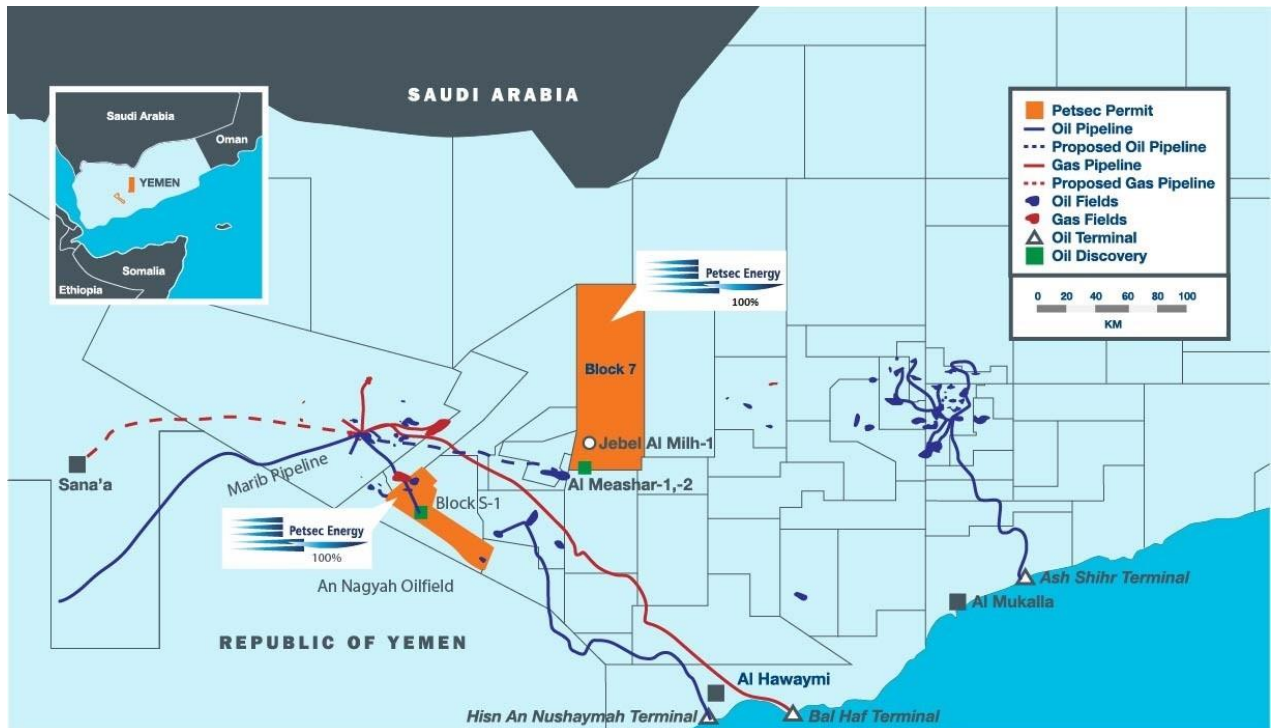 SAUDI ARABIA
Saudi Arabia
Oman
YEMEN
Somalia
Ethiopia
Petsec Permit
Oil Pipeline
Proposed Oil Pipeline
Gas Pipeline
Proposed Gas Pipeline
Oil Fields
Gas Fields
Oil Terminal
Oil Discovery
0 20 40 60 80 100
KM
Petsec Energy
100%
Block 7
Jebel Al Milh-1
Al Meashar-1,-2
Sana'a
Marib Pipeline
Block S-1
Petsec Energy
100%
An Nagyah Oilfield
REPUBLIC OF YEMEN
Ash Shihr Terminal
Al Mukalla
Al Hawaymi
Hisn An Nushaymah Terminal
Bal Haf Terminal